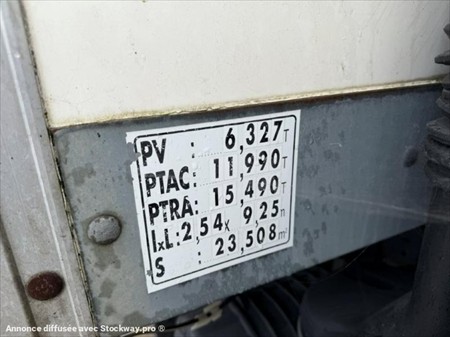 PV : 6,327T
PTAC: 11,990T
PTRA: 15,490T
lxL: 2,54x 9,25m
S : 23,508m²
Annonce diffusée avec Stockway.pro ®